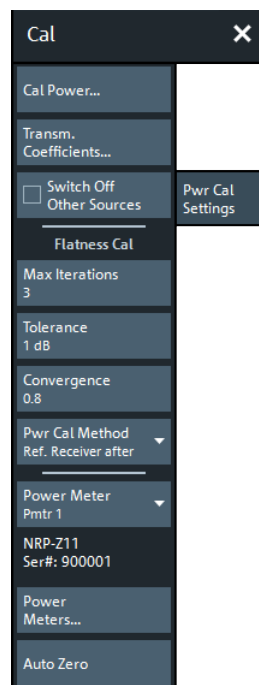 Cal
Cal Power...
Transm.
Coefficients...
Switch Off
Other Sources
Pwr Cal
Settings
Flatness Cal
Max Iterations
3
Tolerance
1 dB
Convergence
0.8
Pwr Cal Method
Ref. Receiver after
Power Meter
Pmtr 1
NRP-Z11
Ser#: 900001
Power
Meters...
Auto Zero